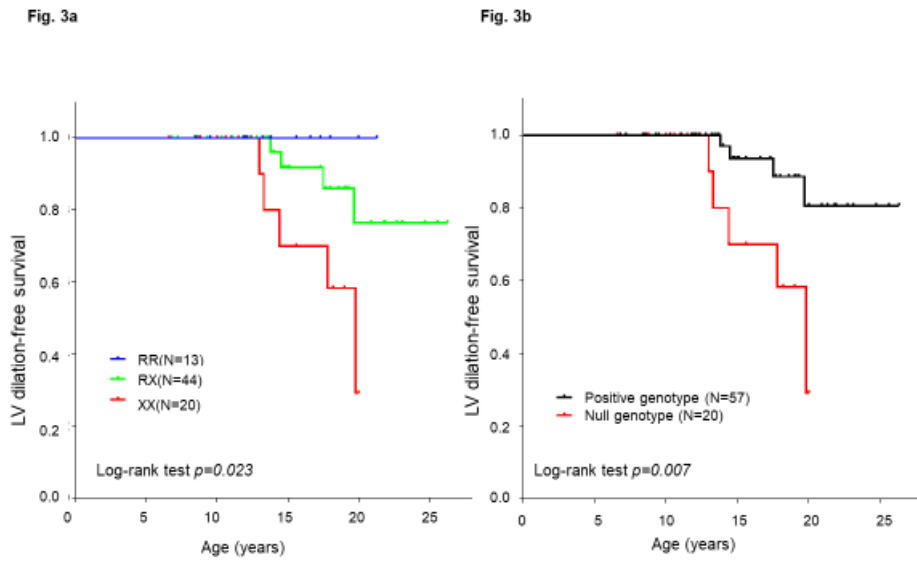 Fig. 3a
Fig. 3b
LV dilation-free survival
1.0
0.8
0.6
0.4
0.2
0.0
RR(N=13)
RX(N=44)
XX(N=20)
Log-rank test p=0.023
0 5 10 15 20 25
Age (years)
LV dilation-free survival
1.0
0.8
0.6
0.4
0.2
0.0
Positive genotype (N=57)
Null genotype (N=20)
Log-rank test p=0.007
0 5 10 15 20 25
Age (years)